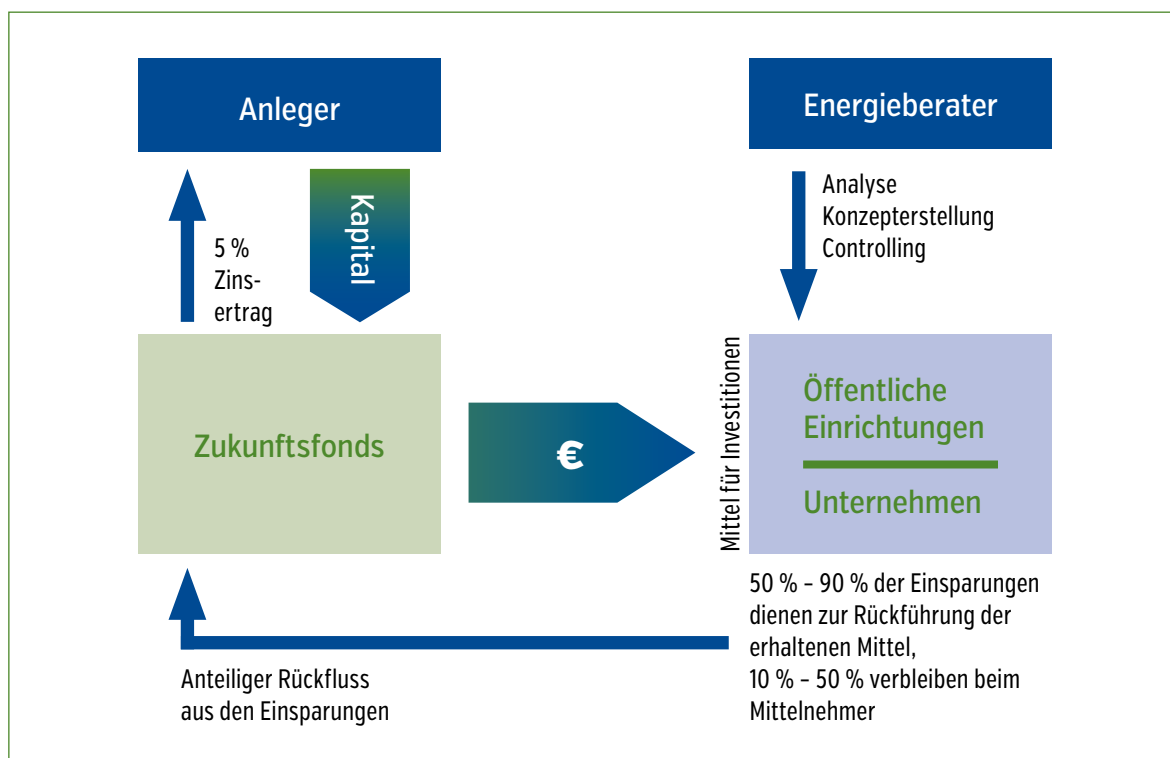 Anleger
Energieberater
Kapital
5 %
Zins-
ertrag
Analyse
Konzepterstellung
Controlling
Zukunftsfonds
€
Mittel für Investitionen
Öffentliche
Einrichtungen
Unternehmen
Anteiliger Rückfluss
aus den Einsparungen
50 % – 90 % der Einsparungen
dienen zur Rückführung der
erhaltenen Mittel,
10 % – 50 % verbleiben beim
Mittelnehmer